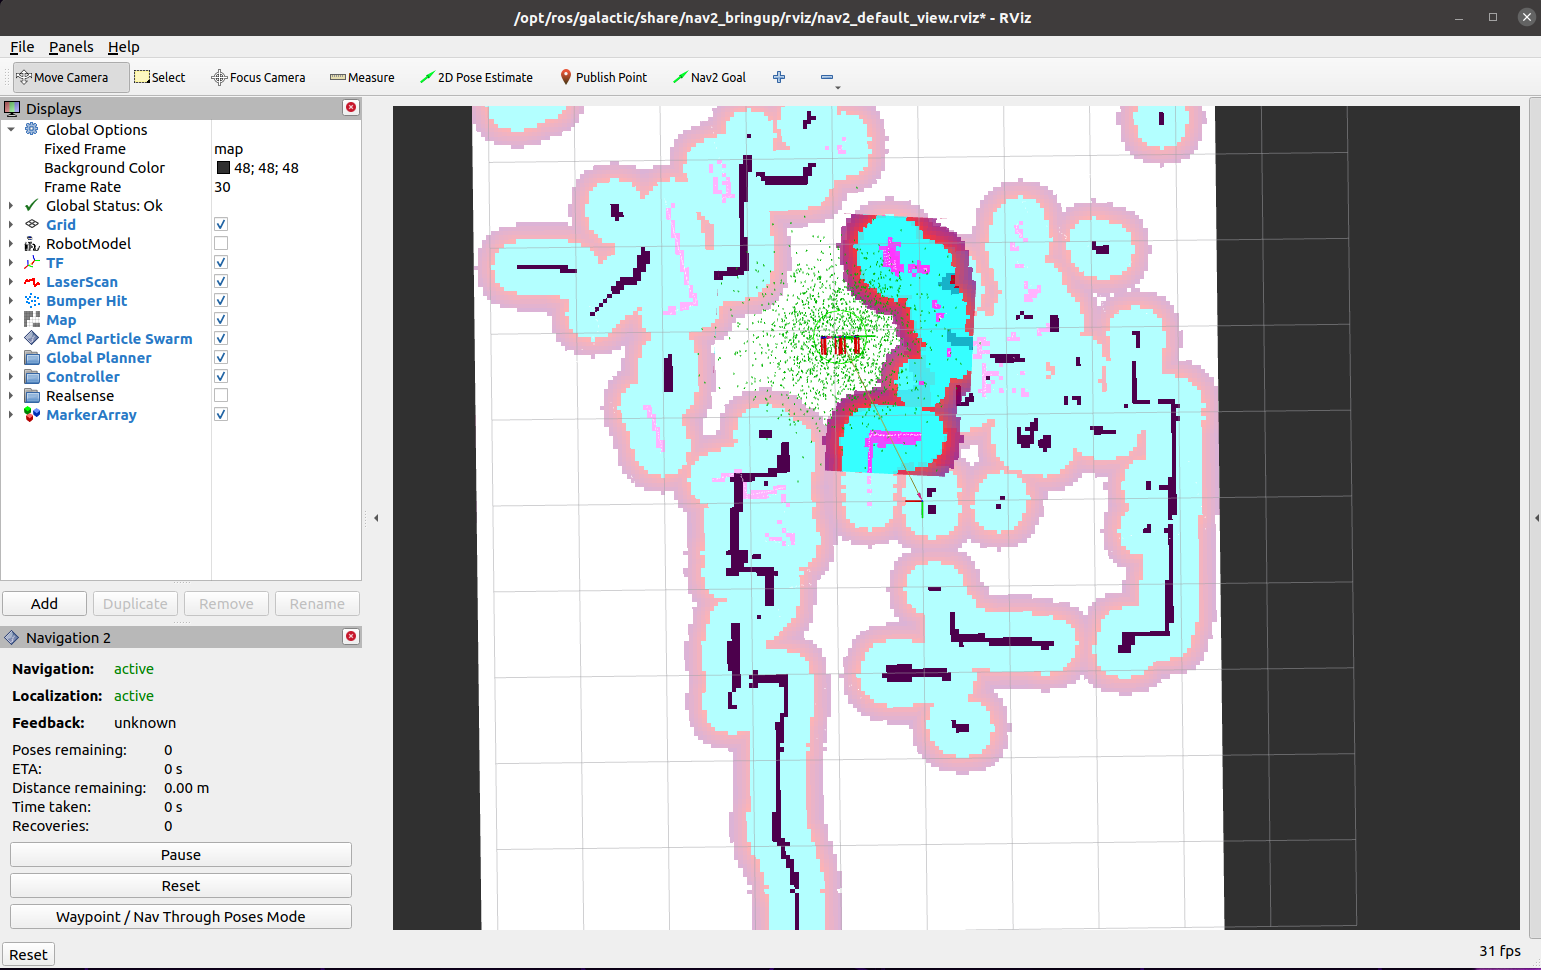 /opt/ros/galactic/share/nav2_bringup/rviz/nav2_default_view.rviz* - RViz
File Panels Help
Move Camera Select Focus Camera Measure 2D Pose Estimate Publish Point Nav2 Goal
Displays
Global Options
Fixed Frame map
Background Color 48; 48; 48
Frame Rate 30
Global Status: Ok
Grid
RobotModel
TF
LaserScan
Bumper Hit
Map
Amcl Particle Swarm
Global Planner
Controller
Realsense
MarkerArray
Add Duplicate Remove Rename
Navigation 2
Navigation: active
Localization: active
Feedback: unknown
Poses remaining: 0
ETA: 0 s
Distance remaining: 0.00 m
Time taken: 0 s
Recoveries: 0
Pause
Reset
Waypoint / Nav Through Poses Mode
Reset 31 fps